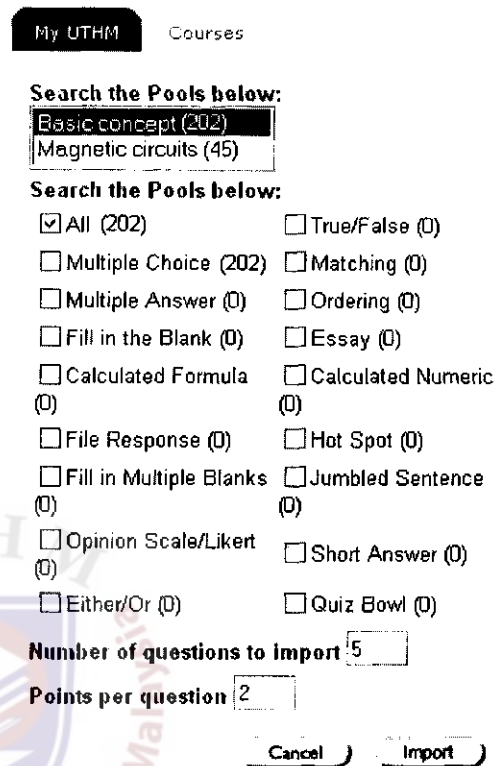 My UTHM Courses
Search the Pools below:
Basic concept (202)
Magnetic circuits (45)
Search the Pools below:
All (202) True/False (0)
Multiple Choice (202) Matching (0)
Multiple Answer (0) Ordering (0)
Fill in the Blank (0) Essay (0)
Calculated Formula (0) Calculated Numeric (0)
File Response (0) Hot Spot (0)
Fill in Multiple Blanks (0) Jumbled Sentence (0)
Opinion Scale/Likert (0) Short Answer (0)
Either/Or (0) Quiz Bowl (0)
Number of questions to import 5
Points per question 2
Cancel Import